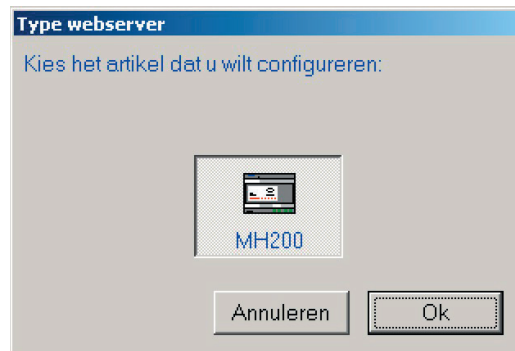 Type webserver
Kies het artikel dat u wilt configureren:
MH200
Annuleren Ok